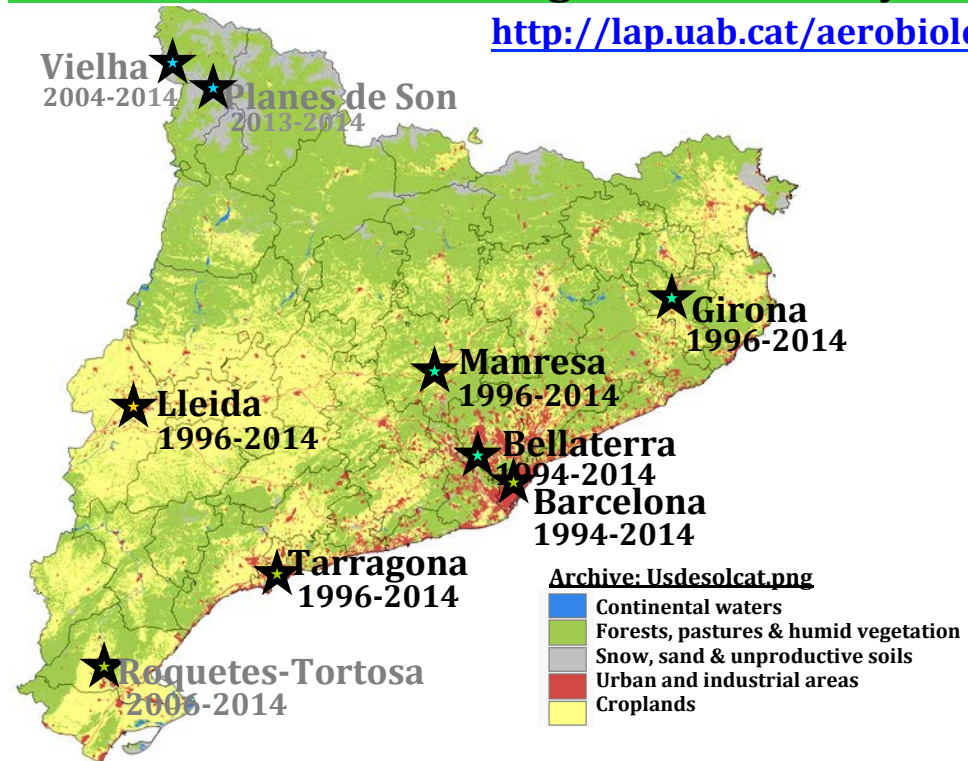 http://lap.uab.cat/aerobiolo
Vielha
2004-2014
Planes de Son
2013-2014
Girona
1996-2014
Manresa
1996-2014
Lleida
1996-2014
Bellaterra
1994-2014
Barcelona
1994-2014
Tarragona
1996-2014
Archive: Usdesolcat.png
Continental waters
Forests, pastures & humid vegetation
Snow, sand & unproductive soils
Urban and industrial areas
Croplands
Roquetes-Tortosa
2006-2014